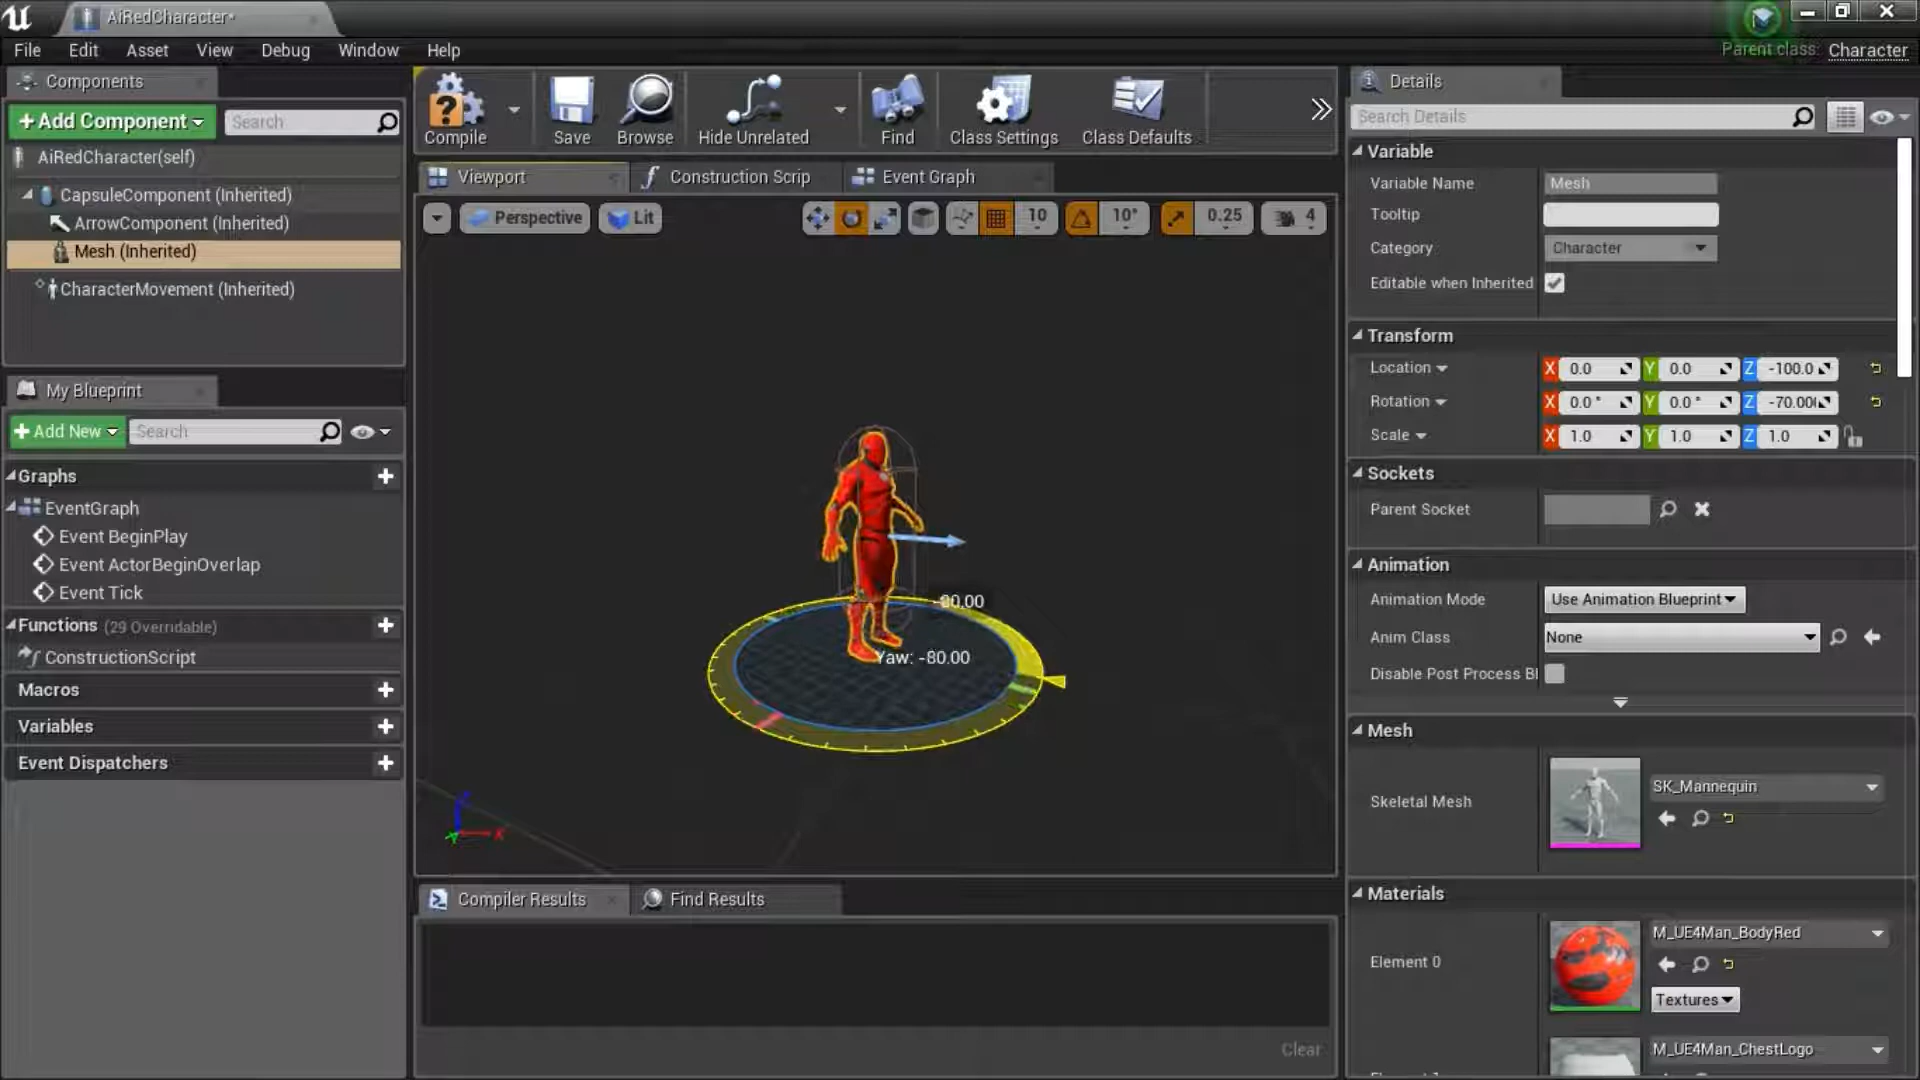 AiRedCharacter*
File Edit Asset View Debug Window Help
Parent class: Character
Components
Add Component
Search
AiRedCharacter(self)
CapsuleComponent (Inherited)
ArrowComponent (Inherited)
Mesh (Inherited)
CharacterMovement (Inherited)
My Blueprint
Add New
Search
Graphs
EventGraph
Event BeginPlay
Event ActorBeginOverlap
Event Tick
Functions (29 Overridable)
ConstructionScript
Macros
Variables
Event Dispatchers
Compile Save Browse Hide Unrelated Find Class Settings Class Defaults
Viewport Construction Scrip Event Graph
Perspective Lit 10 10° 0.25 4
Yaw: -80.00
Compiler Results Find Results
Clear
Details
Search Details
Variable
Variable Name Mesh
Tooltip
Category Character
Editable when Inherited
Transform
Location X 0.0 Y 0.0 Z -100.0
Rotation X 0.0 ° Y 0.0 ° Z -70.00
Scale X 1.0 Y 1.0 Z 1.0
Sockets
Parent Socket
Animation
Animation Mode Use Animation Blueprint
Anim Class None
Disable Post Process Bl
Mesh
Skeletal Mesh SK_Mannequin
Materials
Element 0 M_UE4Man_BodyRed
Textures
M_UE4Man_ChestLogo